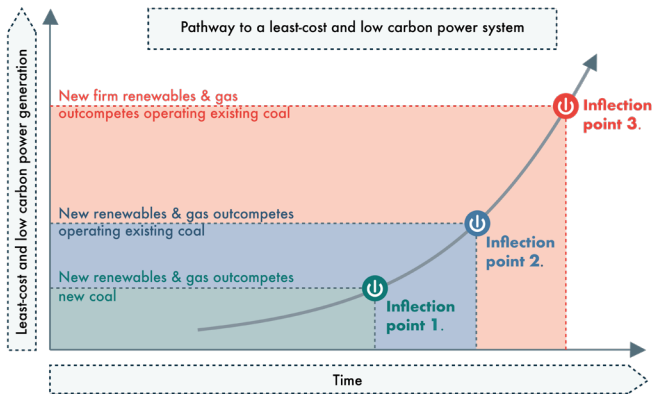 Pathway to a least-cost and low carbon power system
Least-cost and low carbon power generation
New firm renewables & gas
outcompetes operating existing coal
Inflection
point 3.
New renewables & gas outcompetes
operating existing coal
Inflection
point 2.
New renewables & gas outcompetes
new coal
Inflection
point 1.
Time